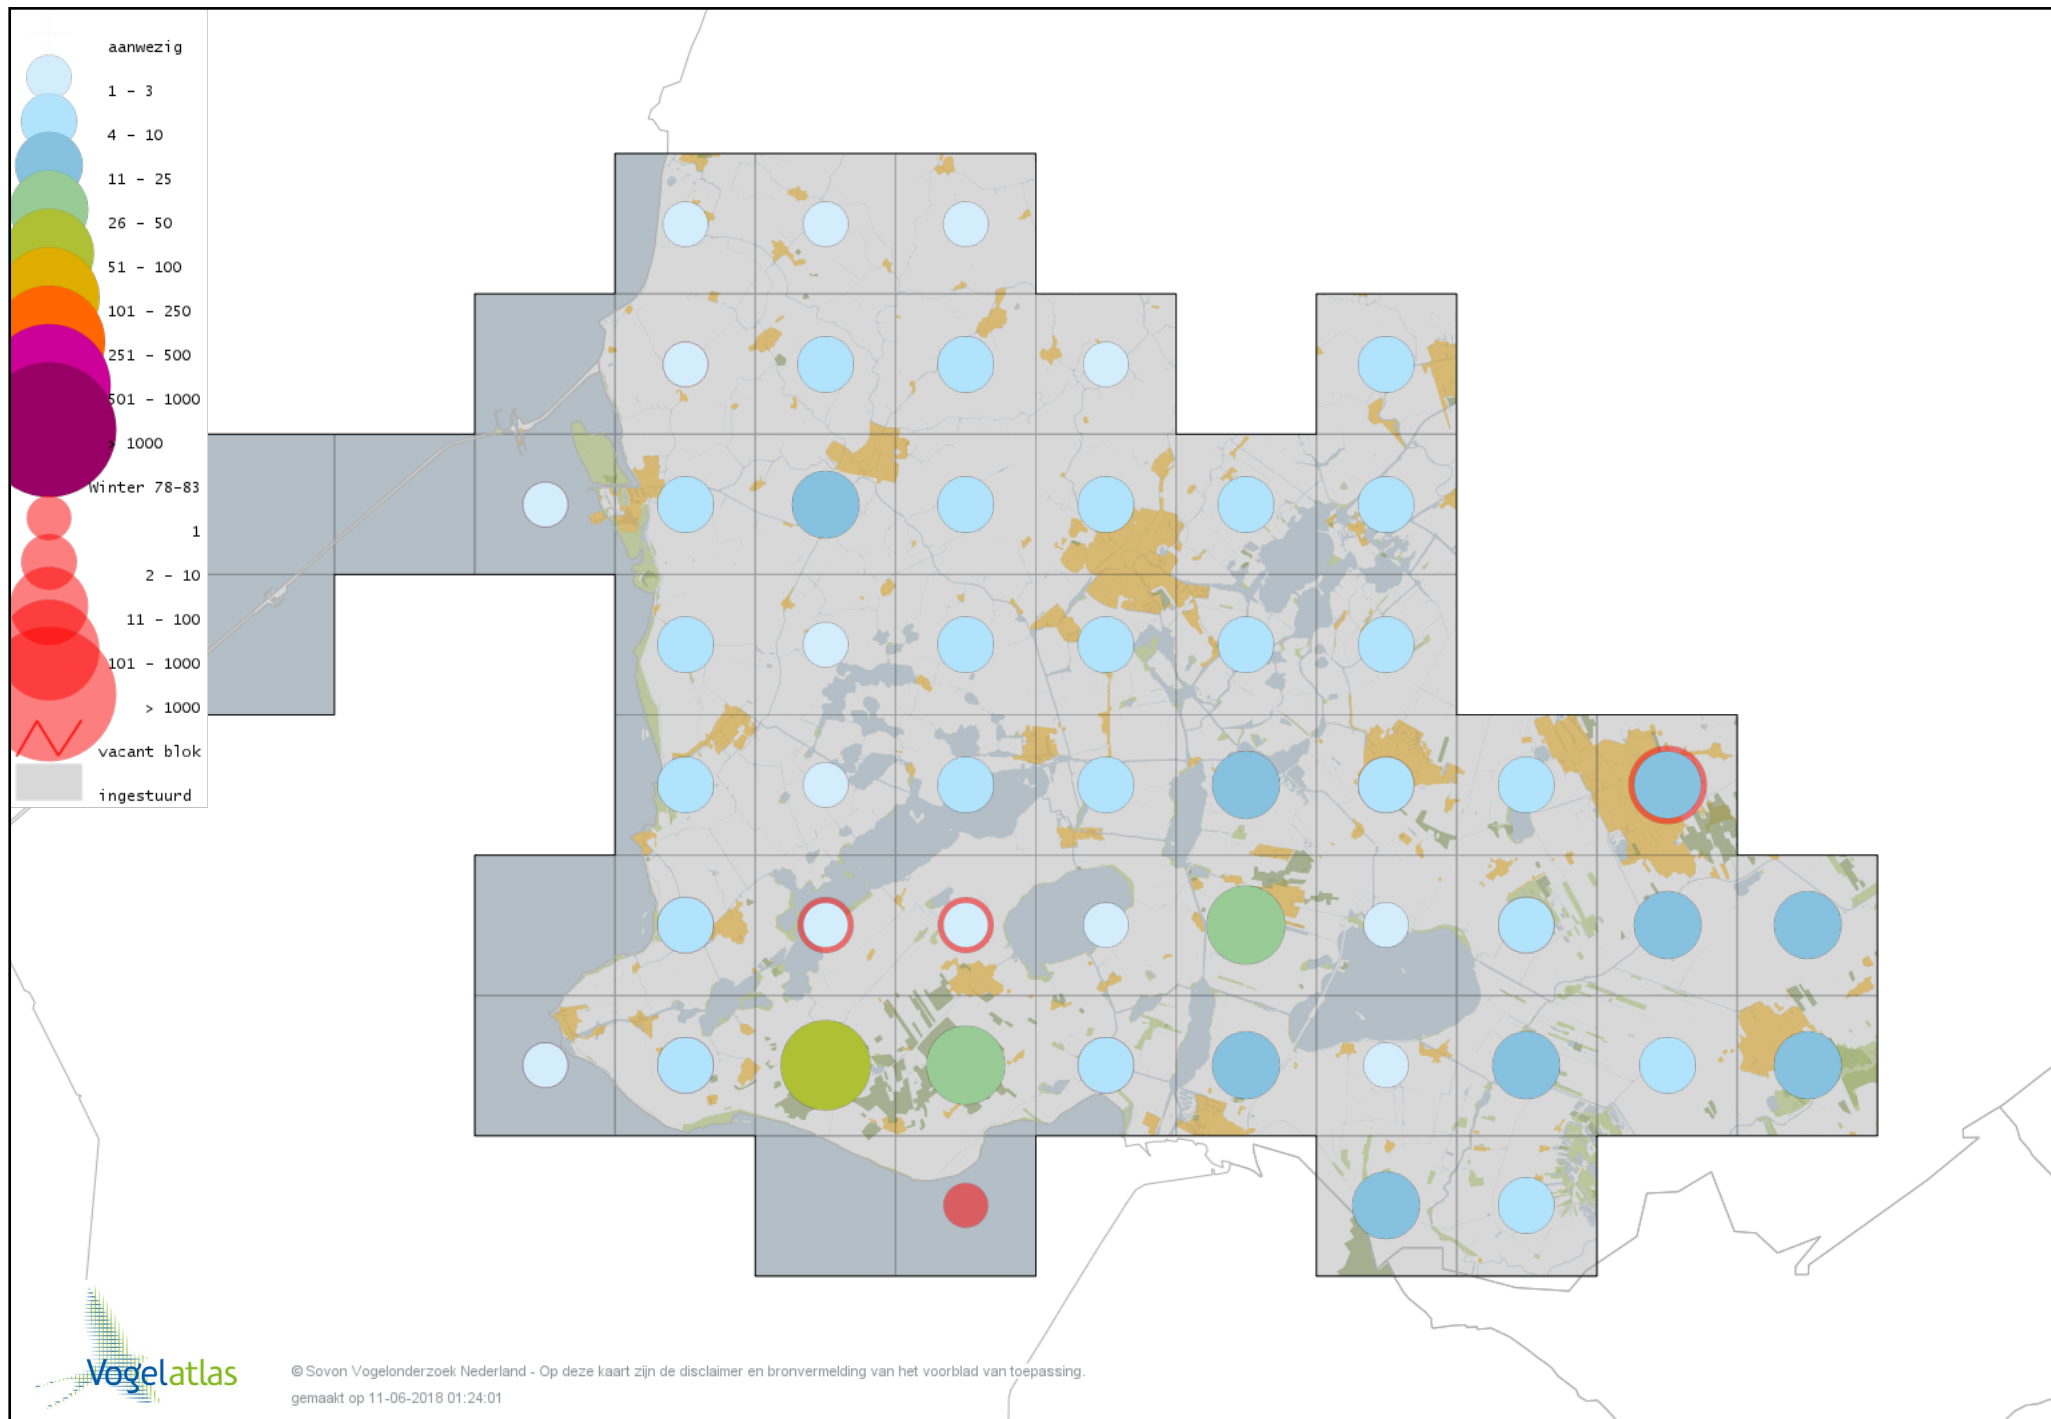 aanwezig
1 - 3
4 - 10
11 - 25
26 - 50
51 - 100
101 - 250
251 - 500
501 - 1000
> 1000
Winter 78-83
1
2 - 10
11 - 100
101 - 1000
> 1000
vacant blok
ingestuurd
Vogelatlas
© Sovon Vogelonderzoek Nederland - Op deze kaart zijn de disclaimer en bronvermelding van het voorblad van toepassing.
gemaakt op 11-06-2018 01:24:01